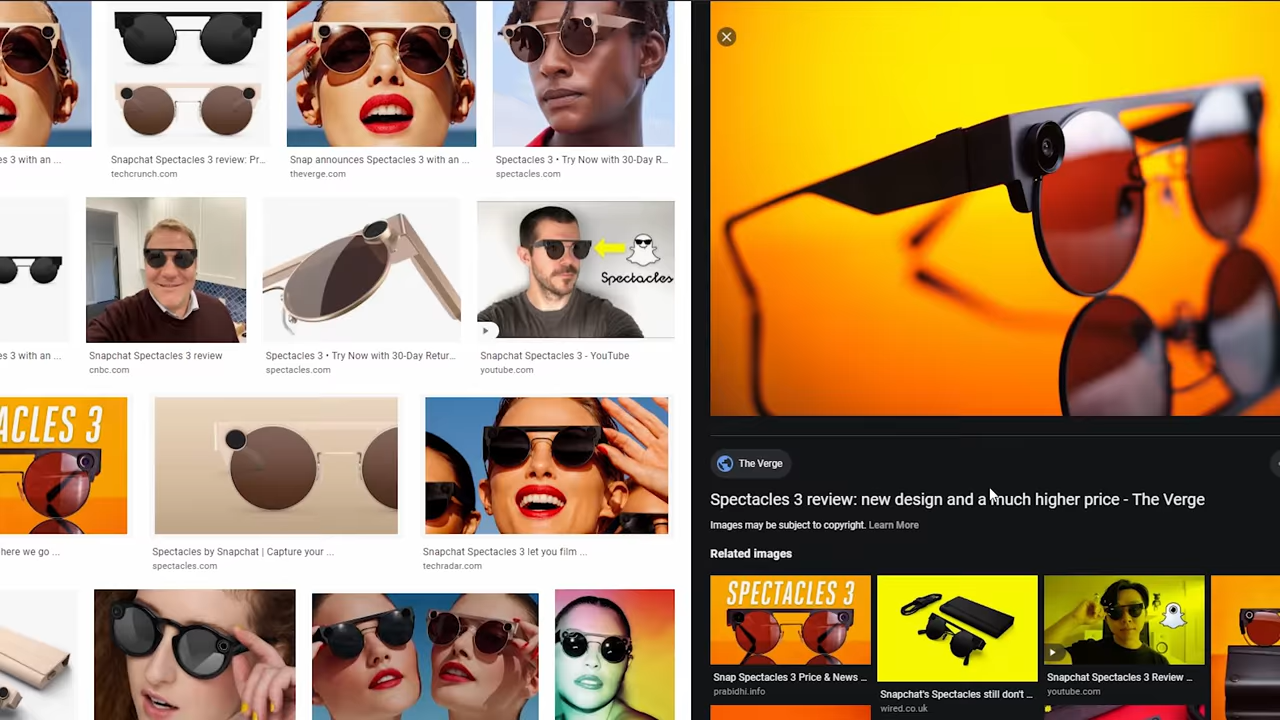 es 3 with an ...
Snapchat Spectacles 3 review: Pr...
techcrunch.com
Snap announces Spectacles 3 with an ...
theverge.com
Spectacles 3 • Try Now with 30-Day R...
spectacles.com
Spectacles
es 3 with an ...
Snapchat Spectacles 3 review
cnbc.com
Spectacles 3 • Try Now with 30-Day Retur...
spectacles.com
Snapchat Spectacles 3 - YouTube
youtube.com
ACLES 3
here we go ...
Spectacles by Snapchat | Capture your ...
spectacles.com
Snapchat Spectacles 3 let you film ...
techradar.com
The Verge
Spectacles 3 review: new design and a much higher price - The Verge
Images may be subject to copyright. Learn More
Related images
SPECTACLES 3
Snap Spectacles 3 Price & News ...
prabidhi.info
Snapchat's Spectacles still don't ...
wired.co.uk
Snapchat Spectacles 3 Review ...
youtube.com